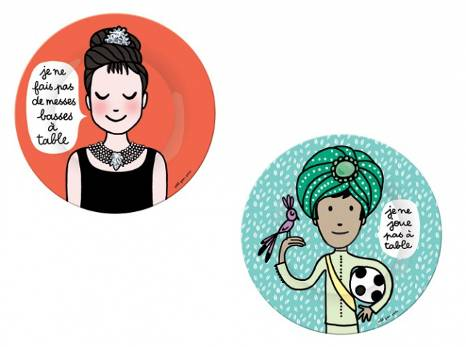 je ne
fais pas
de messes
basses
à
table
je ne
joue
pas à
table